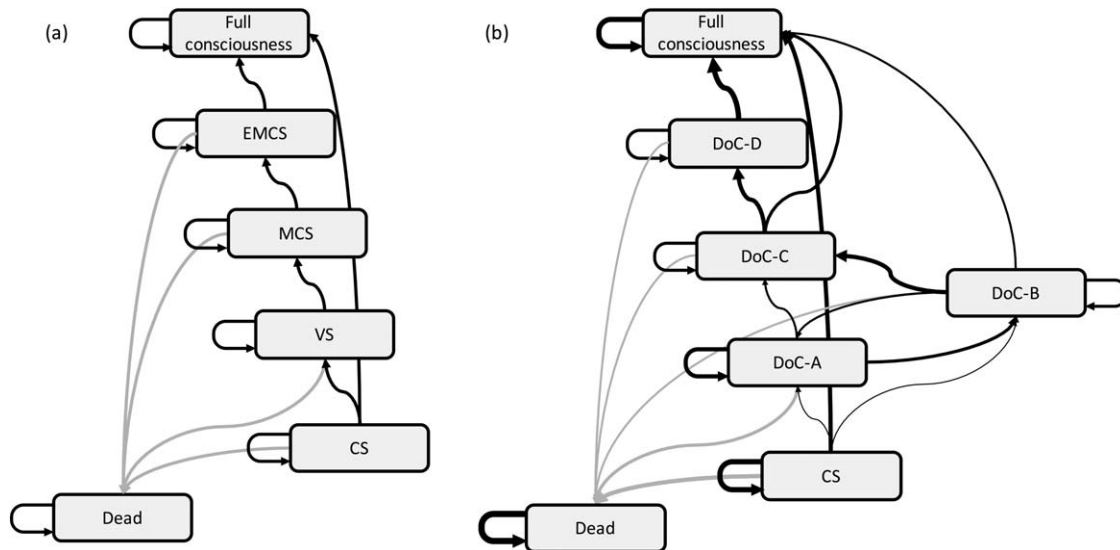 (a)
Full
consciousness
EMCS
MCS
VS
CS
Dead
(b)
Full
consciousness
DoC-D
DoC-C
DoC-B
DoC-A
CS
Dead